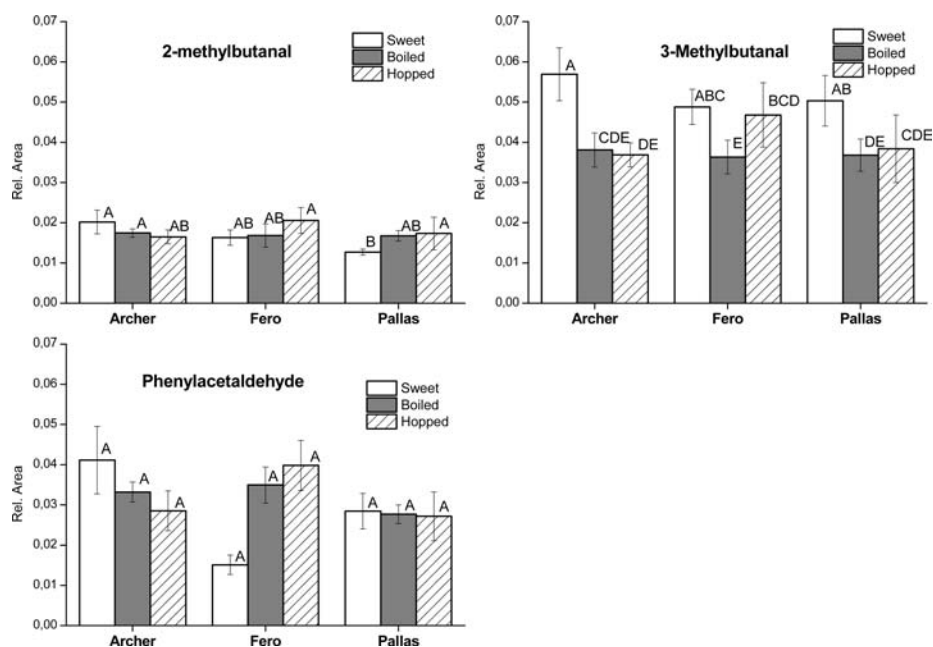 0,07
0,06
0,05
0,04
0,03
0,02
0,01
0,00
Rel. Area
2-methylbutanal
Sweet
Boiled
Hopped
A
A
AB
AB
AB
A
B
AB
A
Archer
Fero
Pallas
0,07
0,06
0,05
0,04
0,03
0,02
0,01
0,00
Rel. Area
3-Methylbutanal
Sweet
Boiled
Hopped
A
CDE
DE
ABC
E
BCD
AB
DE
CDE
Archer
Fero
Pallas
0,07
0,06
0,05
0,04
0,03
0,02
0,01
0,00
Rel. Area
Phenylacetaldehyde
Sweet
Boiled
Hopped
A
A
A
A
A
A
A
A
A
Archer
Fero
Pallas